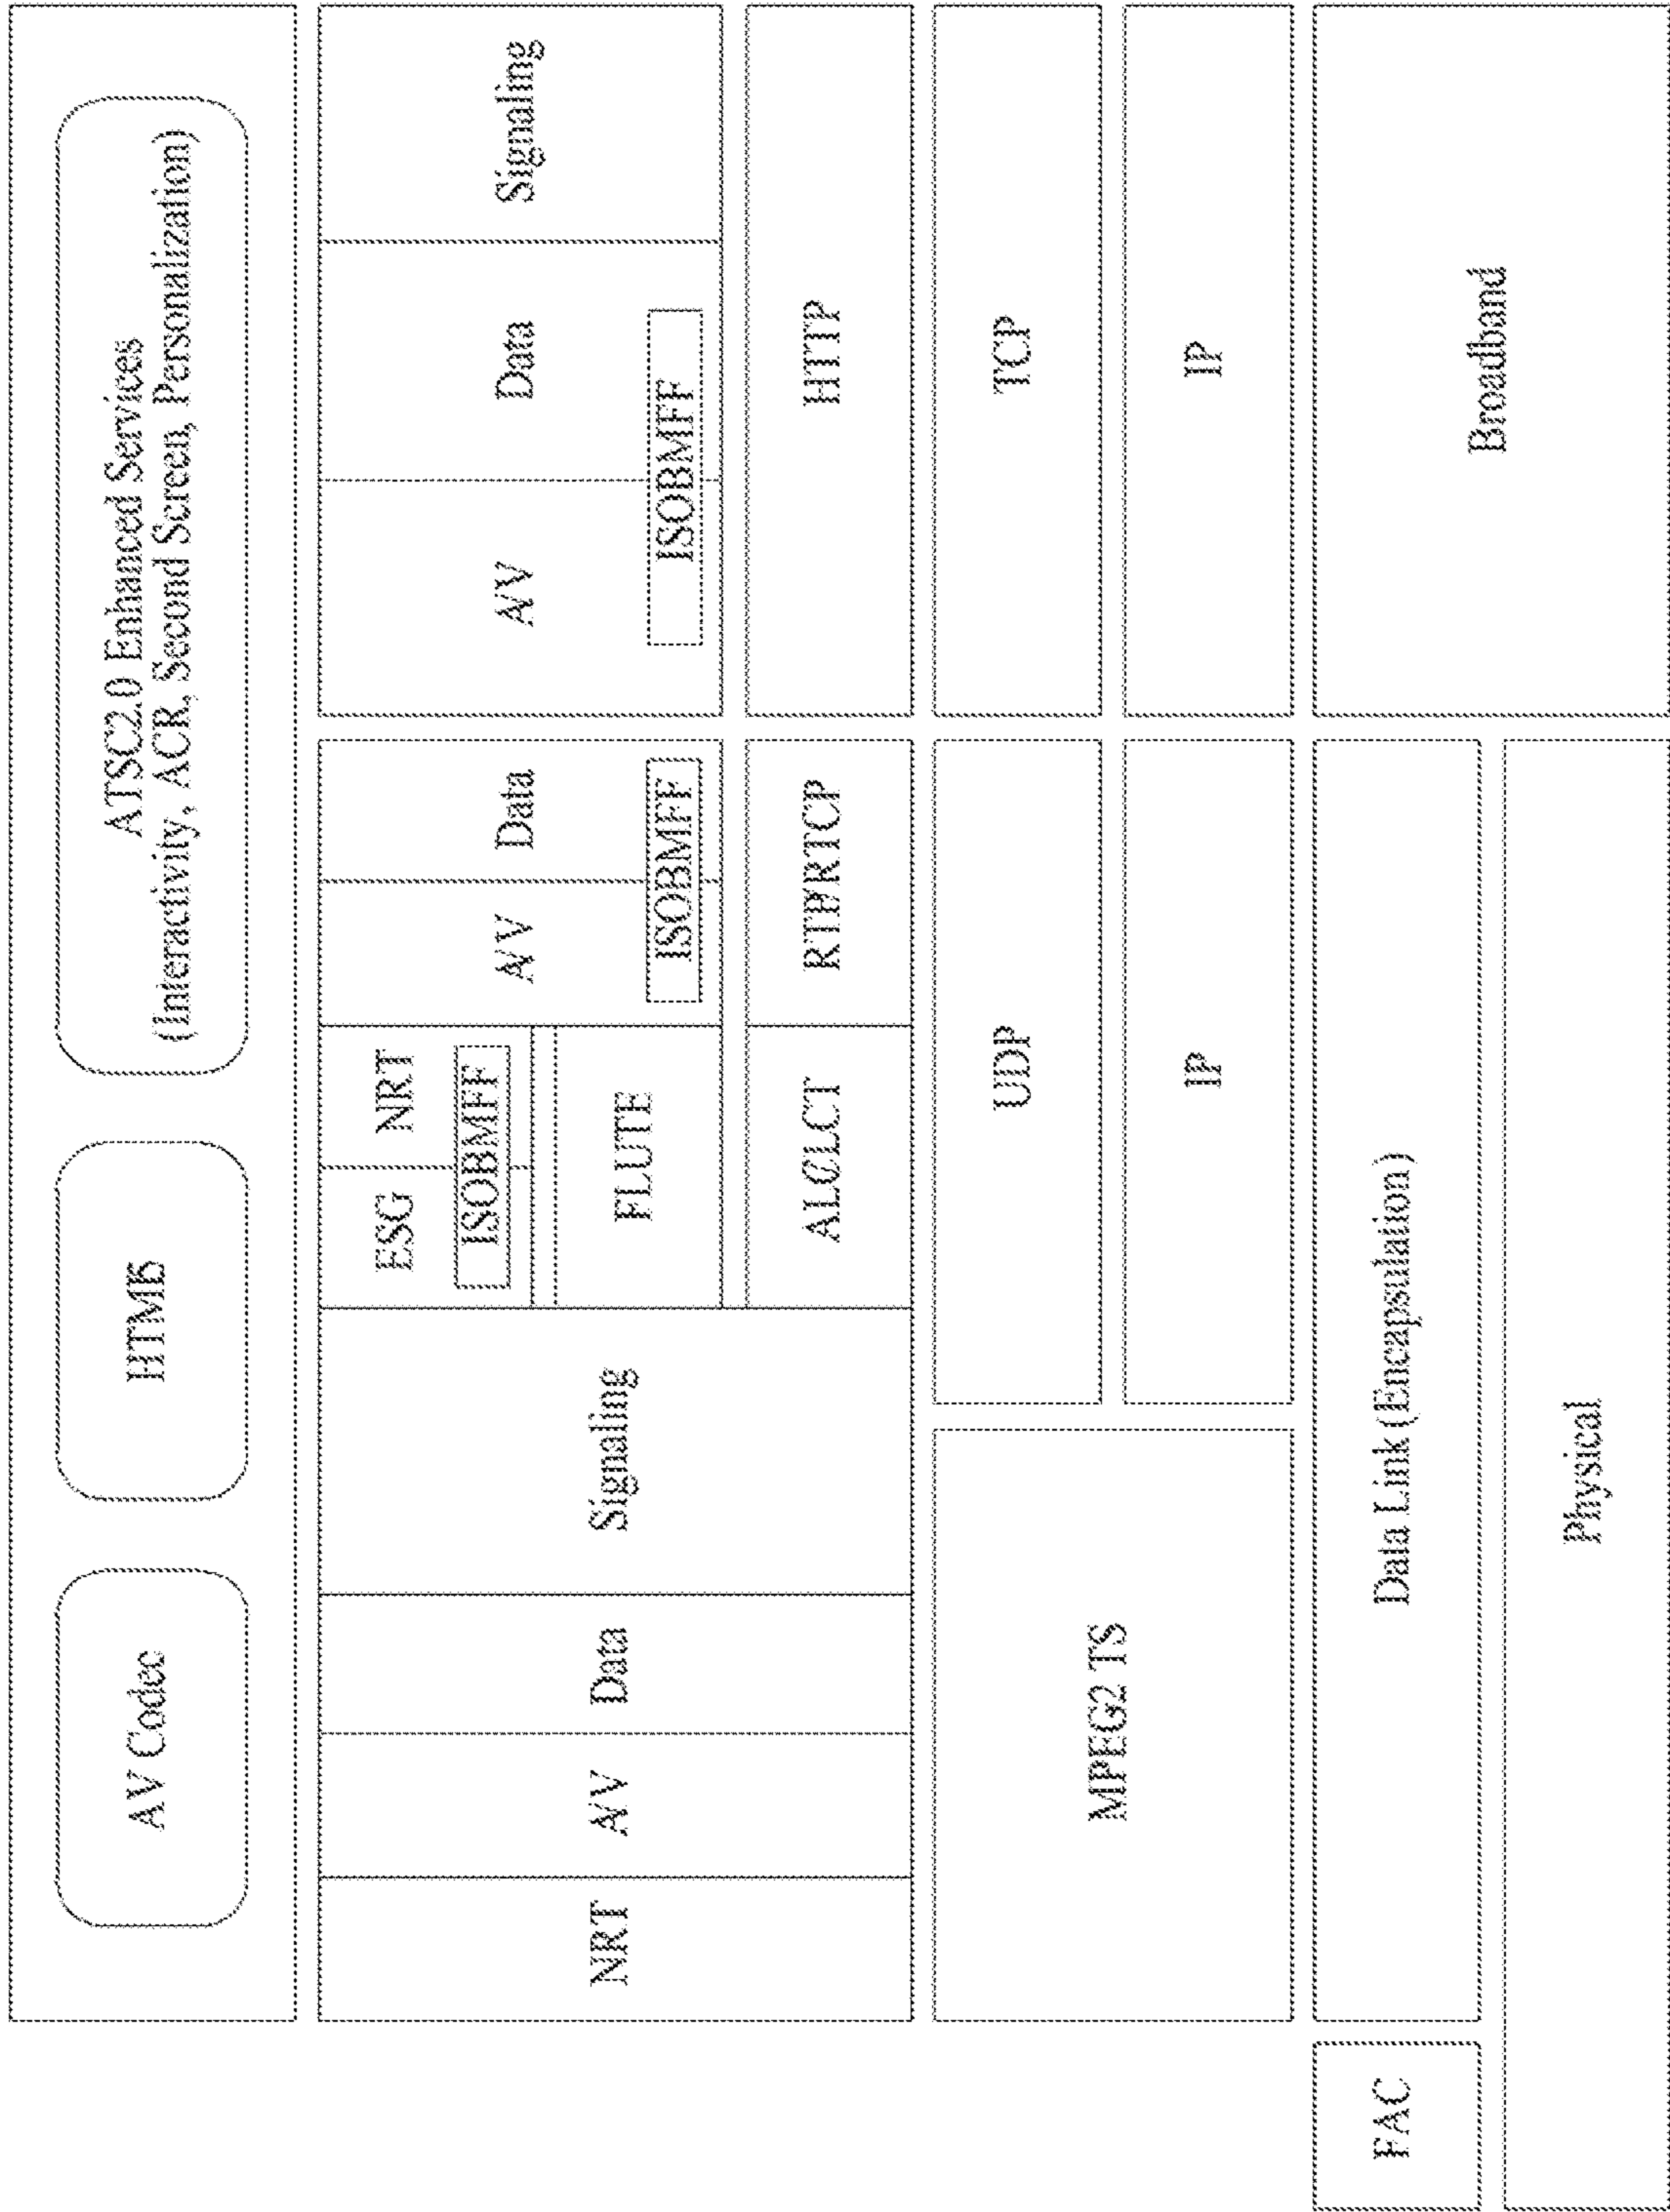 AV Codec
HTML5
ATSC2.0 Enhanced Services
(Interactivity, ACR, Second Screen, Personalization)
NRT
A/V
Data
Signaling
ESG
NRT
ISOBMFF
FLUTE
ALC/LCT
A/V
Data
ISOBMFF
RTP/RTCP
A/V
Data
Signaling
ISOBMFF
HTTP
MPEG2 TS
UDP
TCP
IP
IP
FAC
Data Link (Encapsulation)
Broadband
Physical